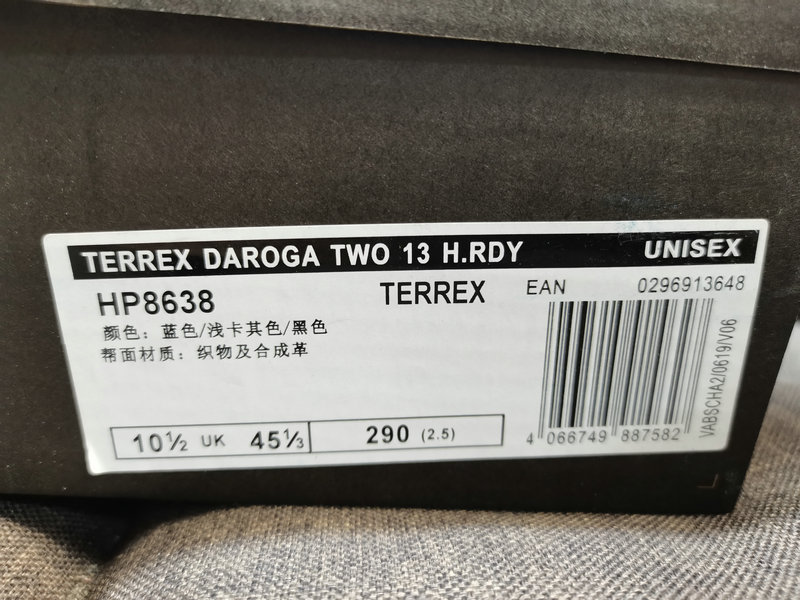 TERREX DAROGA TWO 13 H.RDY UNISEX
HP8638 TERREX EAN 0296913648
颜色：蓝色/浅卡其色/黑色
帮面材质：织物及合成革
VABSCHA2/0619/V06
10½ UK 45⅓ 290 (2.5)
4 066749 887582